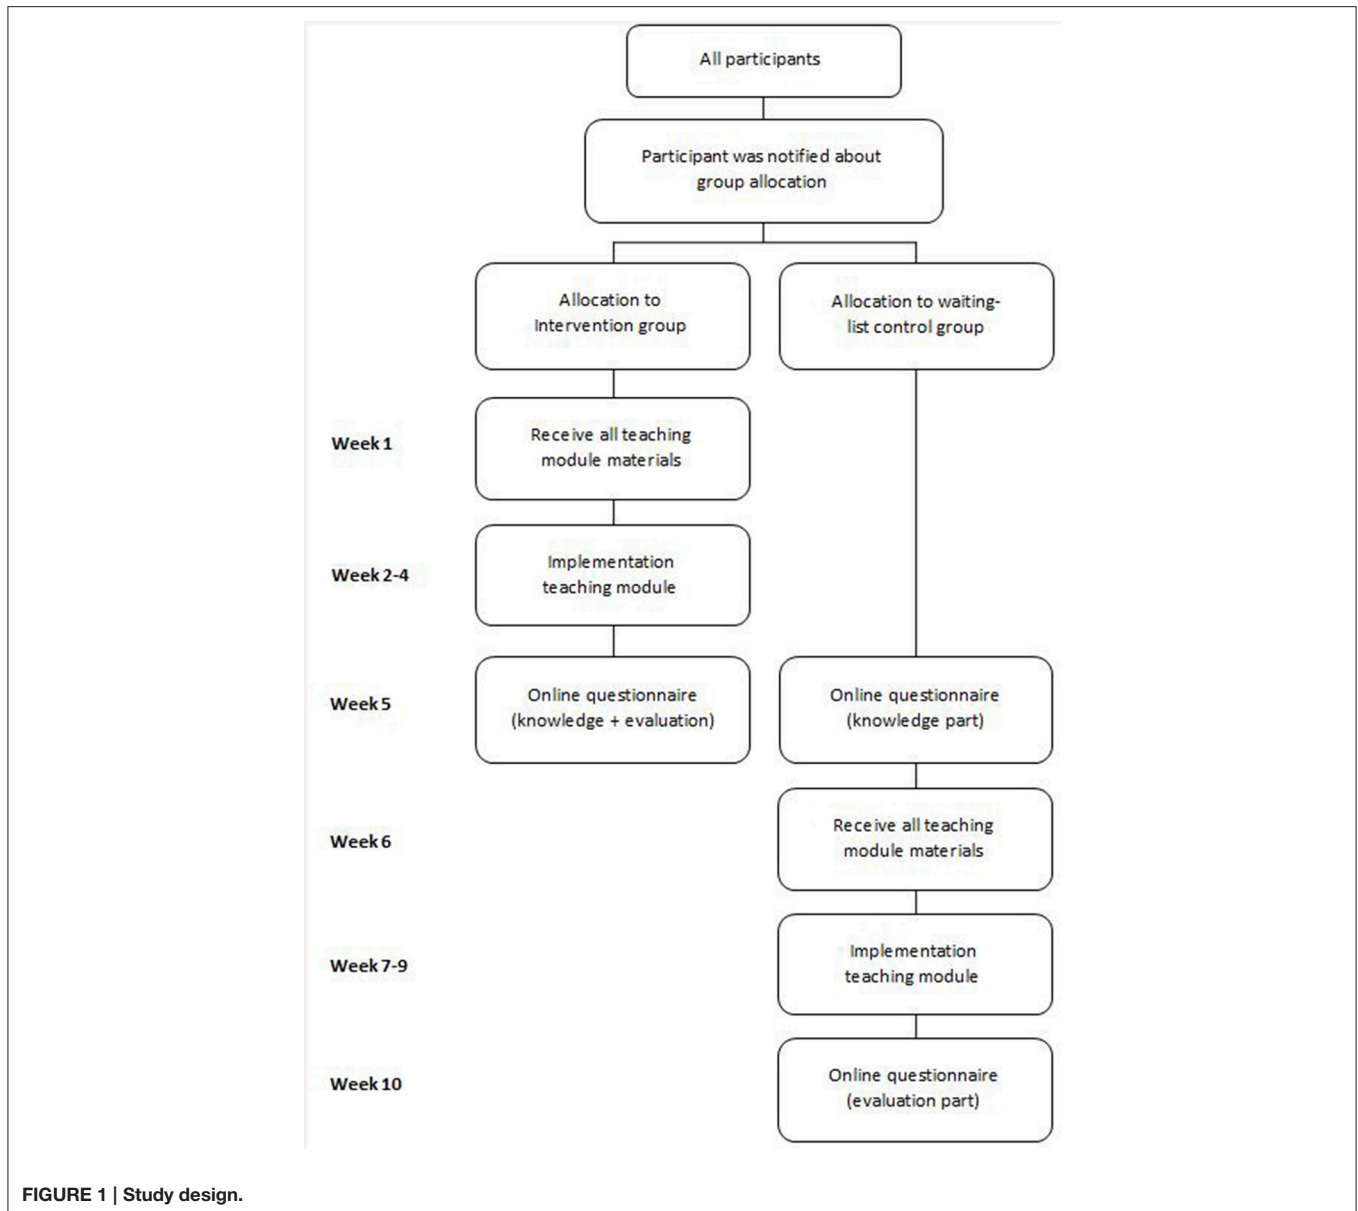 All participants
Participant was notified about
group allocation
Allocation to
Intervention group
Allocation to waiting-
list control group
Week 1
Receive all teaching
module materials
Week 2-4
Implementation
teaching module
Week 5
Online questionnaire
(knowledge + evaluation)
Online questionnaire
(knowledge part)
Week 6
Receive all teaching
module materials
Week 7-9
Implementation
teaching module
Week 10
Online questionnaire
(evaluation part)
FIGURE 1 | Study design.